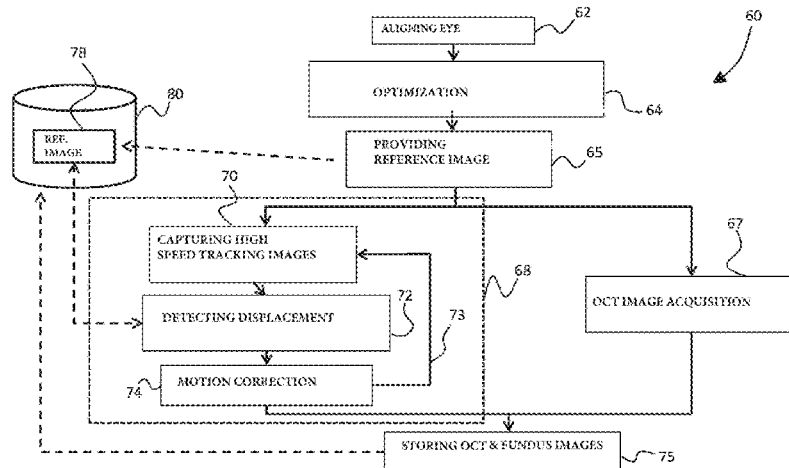 62
60
ALIGNING EYE
78
80
OPTIMIZATION
64
REF.
IMAGE
PROVIDING
REFERENCE IMAGE
65
70
CAPTURING HIGH
SPEED TRACKING IMAGES
67
68
OCT IMAGE ACQUISITION
72
DETECTING DISPLACEMENT
73
74
MOTION CORRECTION
STORING OCT & FUNDUS IMAGES
75